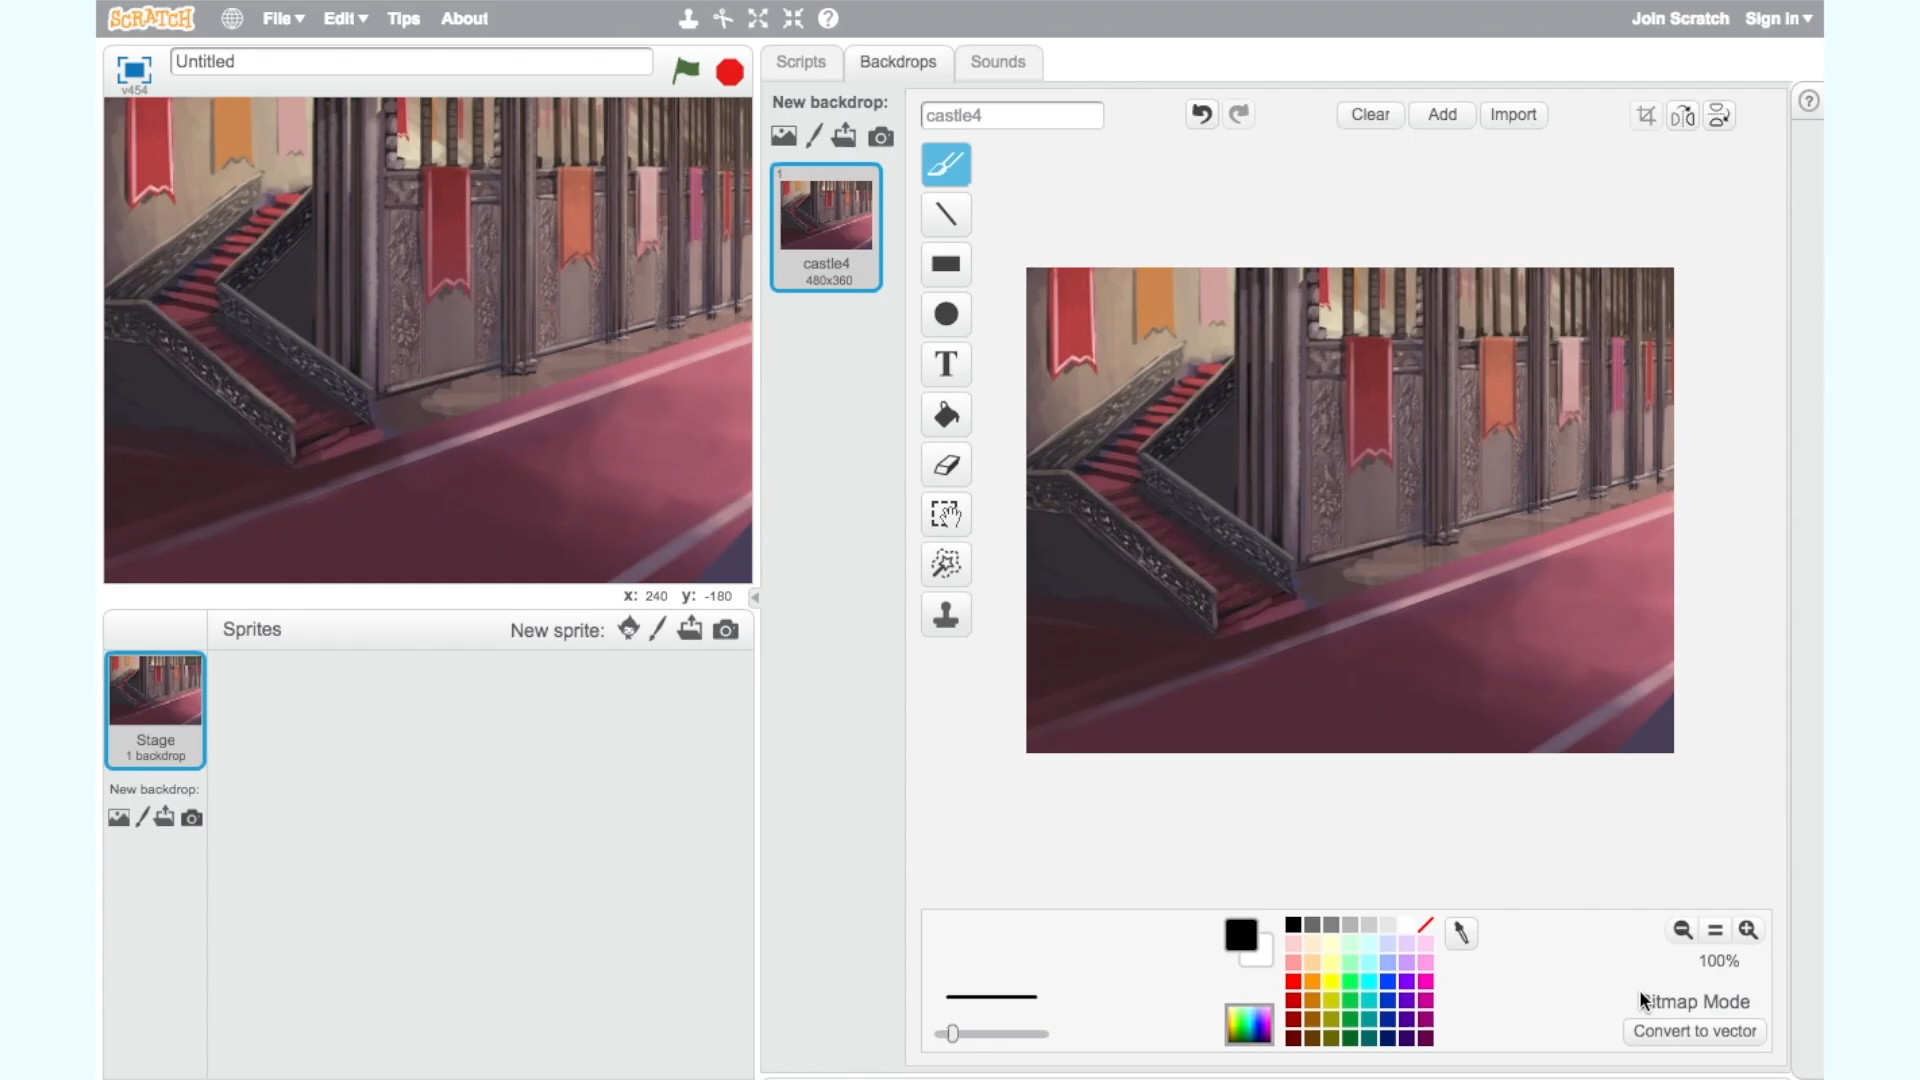 SCRATCH File Edit Tips About Join Scratch Sign in
v454 Untitled
Scripts Backdrops Sounds
New backdrop:
castle4
Clear Add Import
1
castle4
480x360
T
x: 240 y: -180
Sprites New sprite:
Stage
1 backdrop
New backdrop:
100%
itmap Mode
Convert to vector